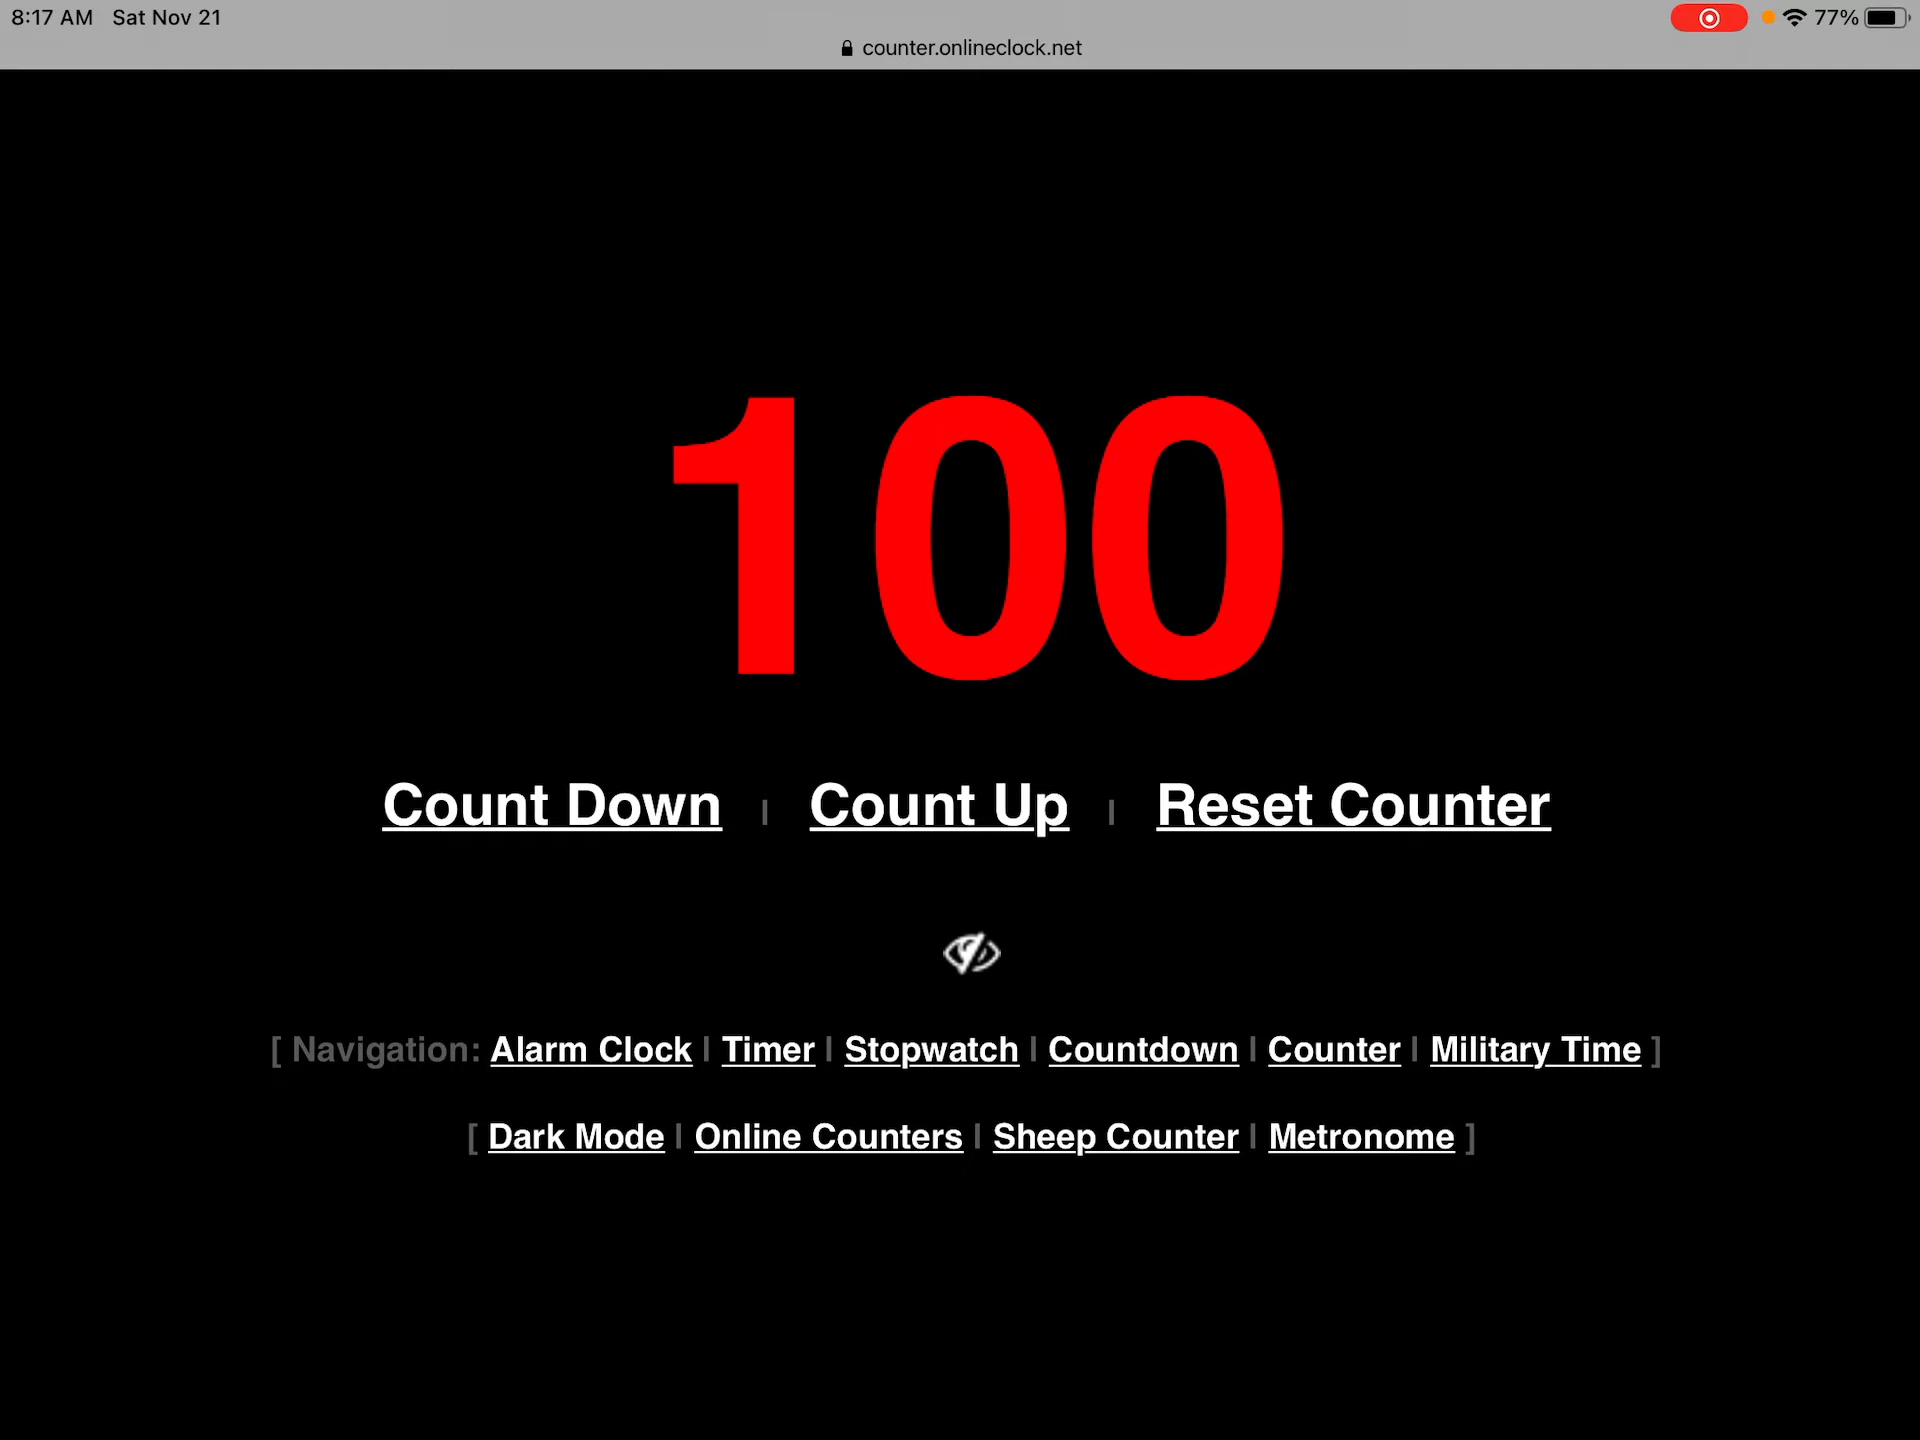 8:17 AM Sat Nov 21
77%
counter.onlineclock.net
100
Count Down | Count Up | Reset Counter
[ Navigation: Alarm Clock | Timer | Stopwatch | Countdown | Counter | Military Time ]
[ Dark Mode | Online Counters | Sheep Counter | Metronome ]